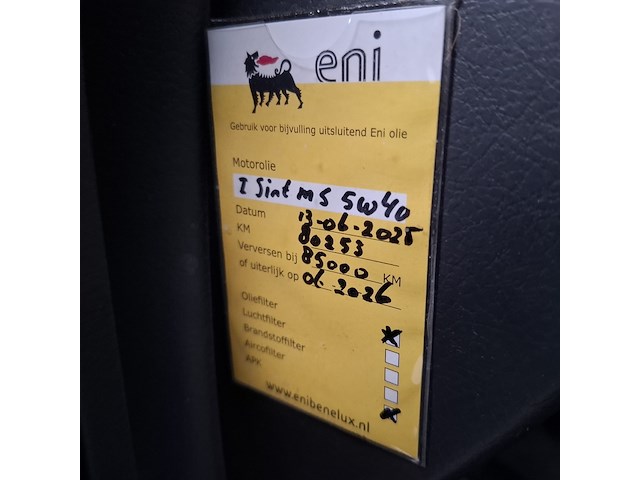 eni
Gebruik voor bijvulling uitsluitend Eni olie
Motorolie
I Sint MS 5W40
Datum 13-06-2025
KM 80253
Verversen bij 85000 KM
of uiterlijk op 06 2026
Oliefilter
Luchtfilter
Brandstoffilter
Aircofilter
APK
www.enibenelux.nl